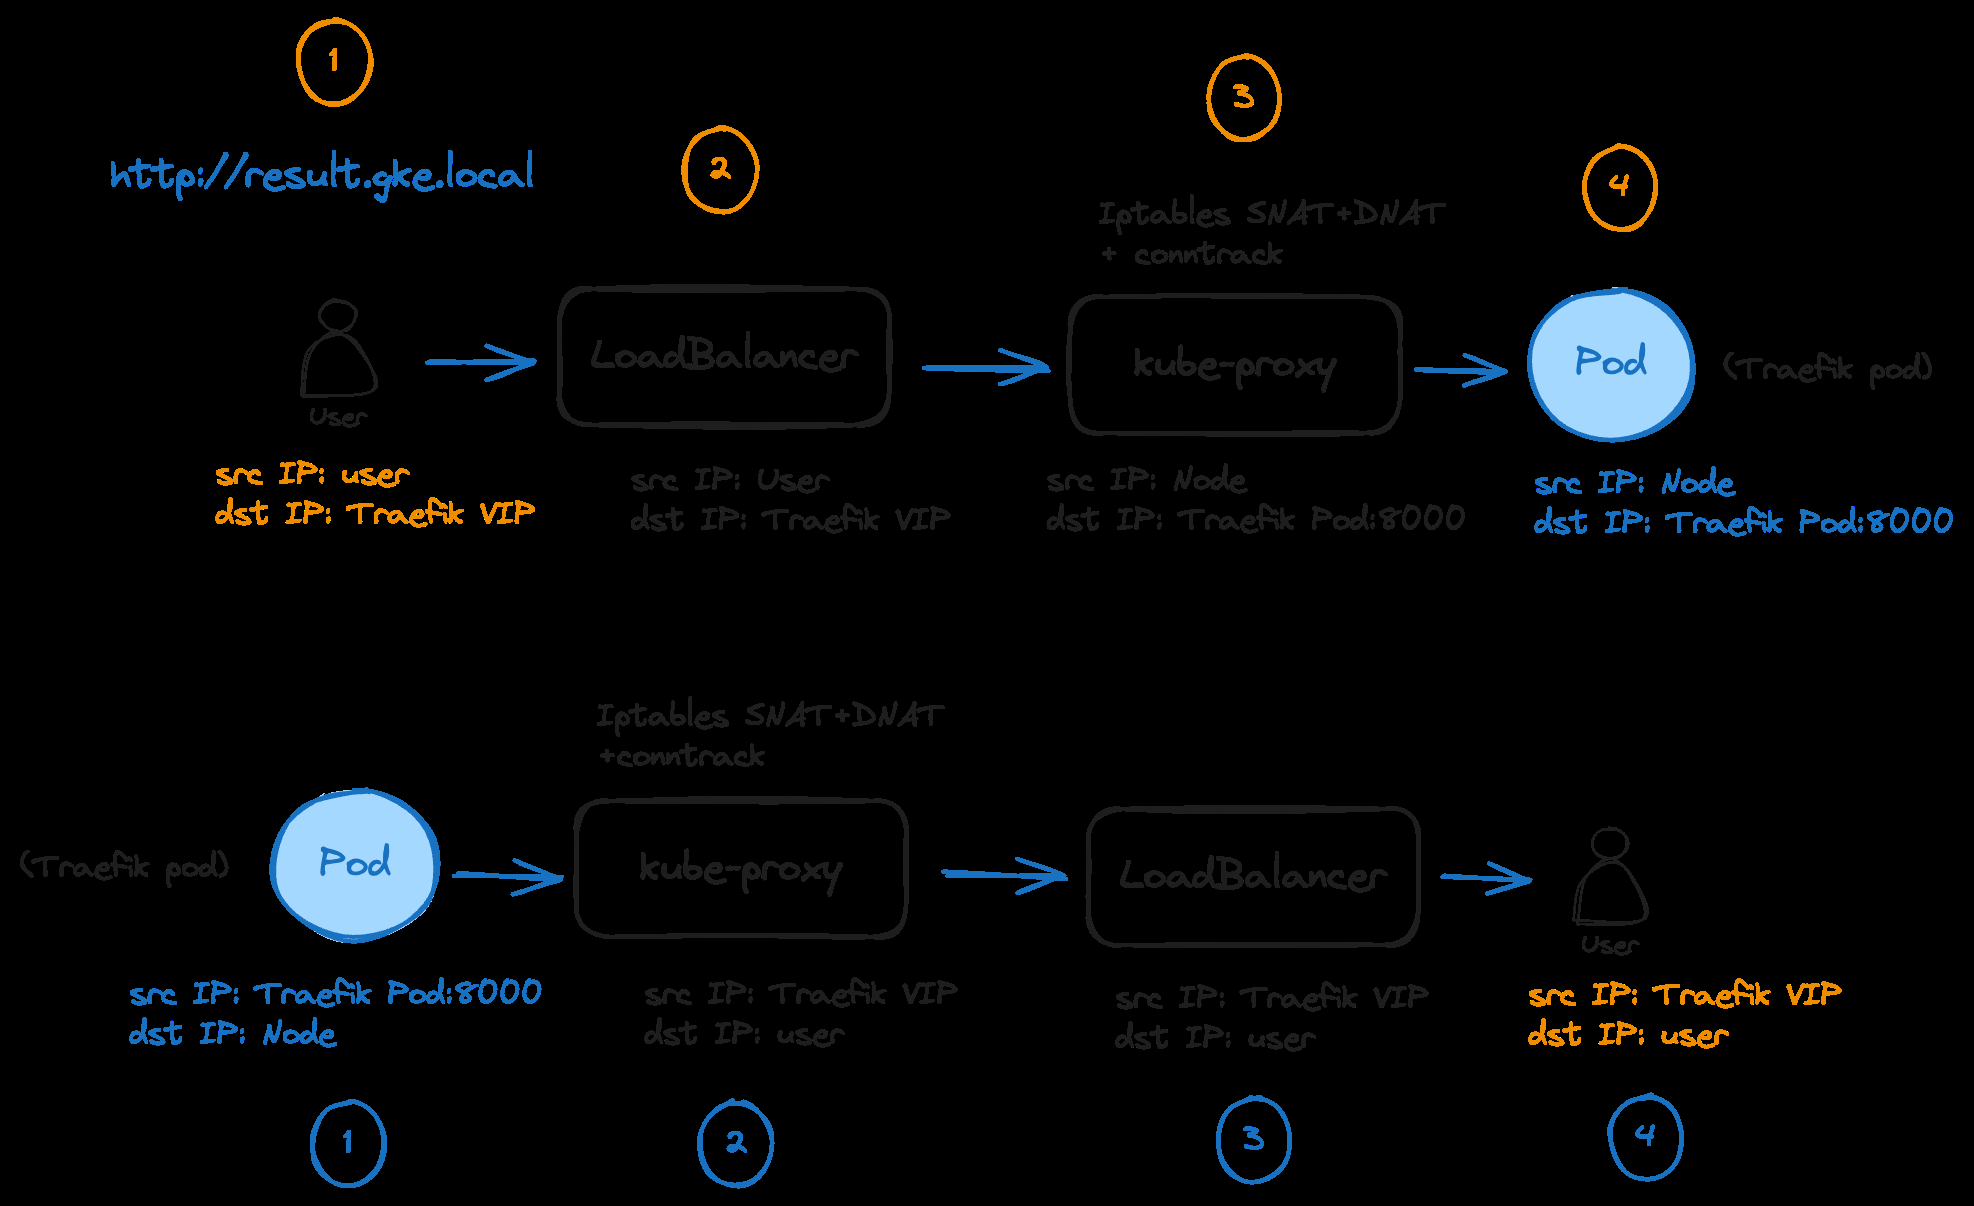 1
http://result.gke.local
2
3
4
Iptables SNAT+DNAT
+ conntrack
User
LoadBalancer
kube-proxy
Pod
(Traefik pod)
src IP: user
dst IP: Traefik VIP
src IP: User
dst IP: Traefik VIP
src IP: Node
dst IP: Traefik Pod:8000
src IP: Node
dst IP: Traefik Pod:8000
Iptables SNAT+DNAT
+conntrack
(Traefik pod)
Pod
kube-proxy
LoadBalancer
User
src IP: Traefik Pod:8000
dst IP: Node
src IP: Traefik VIP
dst IP: user
src IP: Traefik VIP
dst IP: user
src IP: Traefik VIP
dst IP: user
1
2
3
4